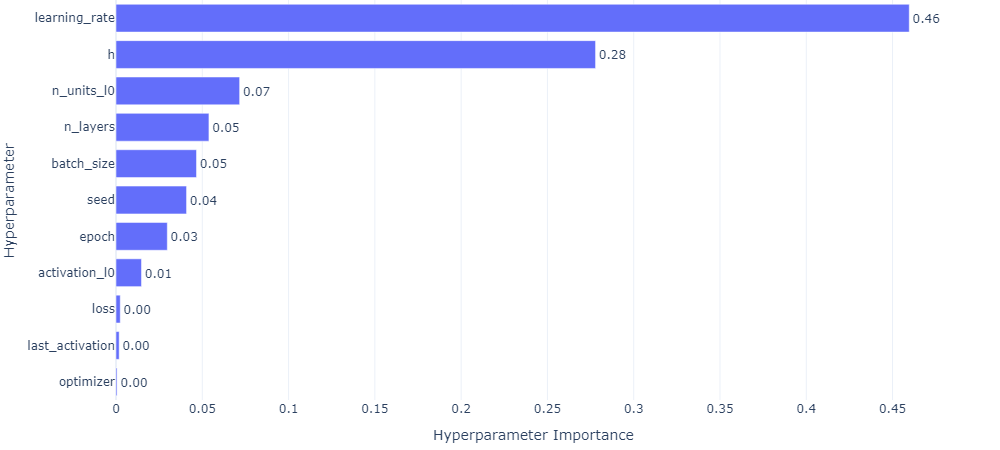 learning_rate 0.46
h 0.28
n_units_l0 0.07
n_layers 0.05
batch_size 0.05
seed 0.04
epoch 0.03
activation_l0 0.01
loss 0.00
last_activation 0.00
optimizer 0.00
Hyperparameter
0 0.05 0.1 0.15 0.2 0.25 0.3 0.35 0.4 0.45
Hyperparameter Importance